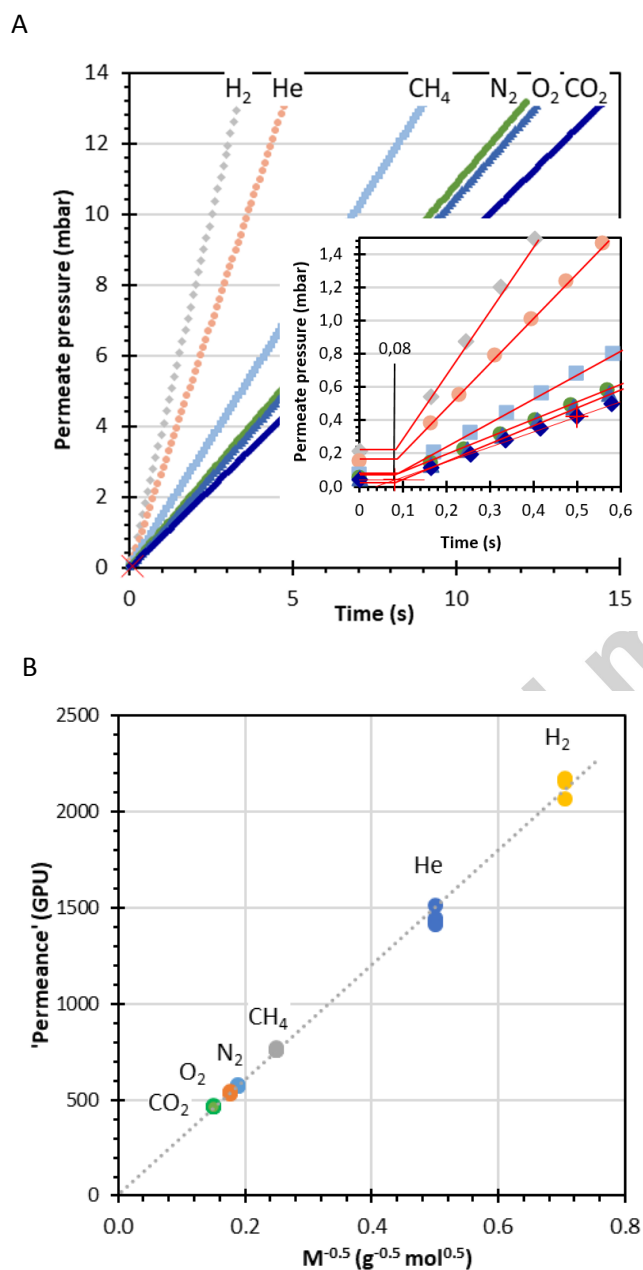 A
H2 He CH4 N2 O2 CO2
14
12
10
8
6
4
2
0
Permeate pressure (mbar)
0 5 10 15
Time (s)
1,4
1,2
1,0
0,8
0,6
0,4
0,2
0,0
Permeate pressure (mbar)
0,08
0 0,1 0,2 0,3 0,4 0,5 0,6
Time (s)
B
2500
2000
1500
1000
500
0
'Permeance' (GPU)
H2
He
CH4
N2
O2
CO2
0.0 0.2 0.4 0.6 0.8
M-0.5 (g-0.5 mol0.5)